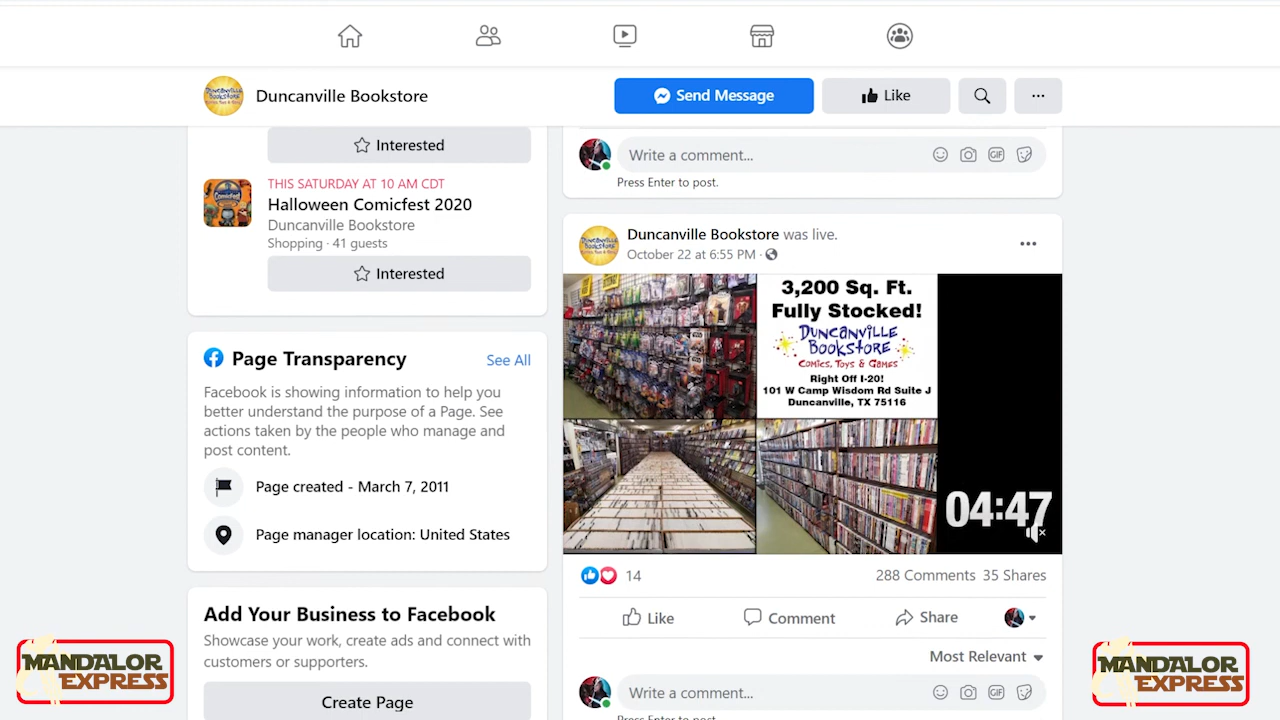 Duncanville Bookstore
Send Message
Like
Interested
THIS SATURDAY AT 10 AM CDT
Halloween Comicfest 2020
Duncanville Bookstore
Shopping · 41 guests
Interested
Page Transparency
See All
Facebook is showing information to help you
better understand the purpose of a Page. See
actions taken by the people who manage and
post content.
Page created - March 7, 2011
Page manager location: United States
Add Your Business to Facebook
Showcase your work, create ads and connect with
customers or supporters.
Create Page
Write a comment...
GIF
Press Enter to post.
Duncanville Bookstore was live.
October 22 at 6:55 PM ·
3,200 Sq. Ft.
Fully Stocked!
DUNCANVILLE
BOOKSTORE
COMICS, TOYS & GAMES
Right Off I-20!
101 W Camp Wisdom Rd Suite J
Duncanville, TX 75116
04:47
14
288 Comments 35 Shares
Like
Comment
Share
Most Relevant
Write a comment...
GIF
Press Enter to post.
MANDALOR
EXPRESS
MANDALOR
EXPRESS